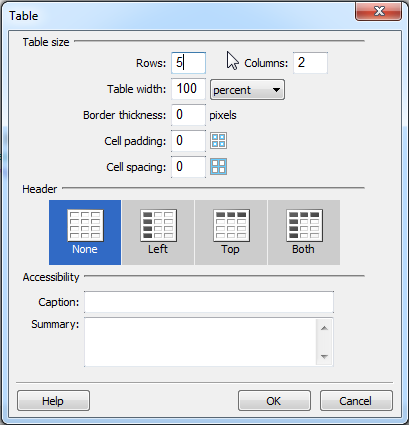 Table
Table size
Rows: 5 Columns: 2
Table width: 100 percent
Border thickness: 0 pixels
Cell padding: 0
Cell spacing: 0
Header
None Left Top Both
Accessibility
Caption:
Summary:
Help OK Cancel